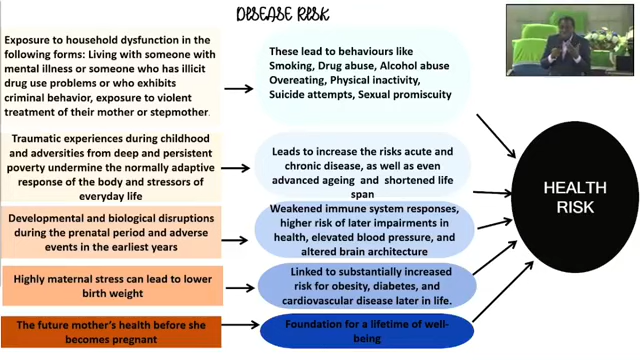 DISEASE RISK
Exposure to household dysfunction in the
following forms: Living with someone with
mental illness or someone who has illicit
drug use problems or who exhibits
criminal behavior, exposure to violent
treatment of their mother or stepmother.
These lead to behaviours like
Smoking, Drug abuse, Alcohol abuse
Overeating, Physical inactivity,
Suicide attempts, Sexual promiscuity
Traumatic experiences during childhood
and adversities from deep and persistent
poverty undermine the normally adaptive
response of the body and stressors of
everyday life
Leads to increase the risks acute and
chronic disease, as well as even
advanced ageing and shortened life
span
Developmental and biological disruptions
during the prenatal period and adverse
events in the earliest years
Weakened immune system responses,
higher risk of later impairments in
health, elevated blood pressure, and
altered brain architecture
Highly maternal stress can lead to lower
birth weight
Linked to substantially increased
risk for obesity, diabetes, and
cardiovascular disease later in life.
The future mother's health before she
becomes pregnant
Foundation for a lifetime of well-
being
HEALTH
RISK